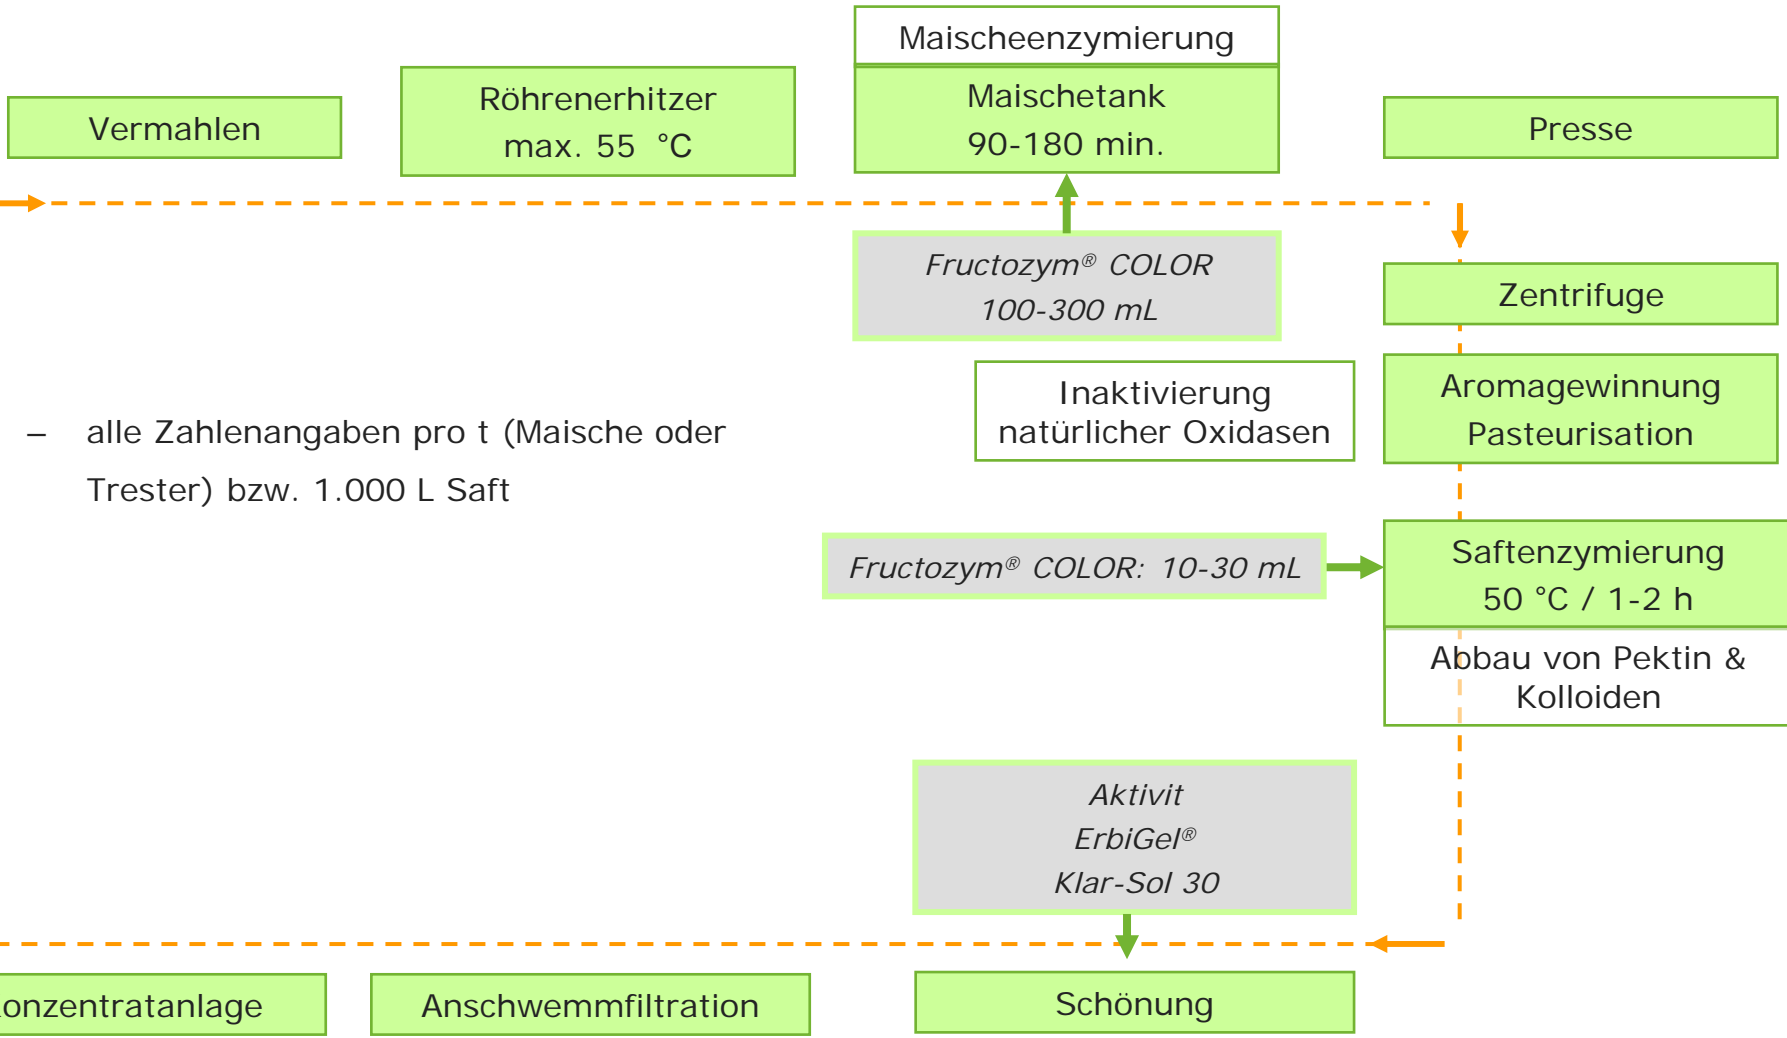 Maischeenzymierung
Vermahlen
Röhrenerhitzer
max. 55 °C
Maischetank
90-180 min.
Presse
Fructozym® COLOR
100-300 mL
Zentrifuge
Inaktivierung
natürlicher Oxidasen
Aromagewinnung
Pasteurisation
– alle Zahlenangaben pro t (Maische oder
Trester) bzw. 1.000 L Saft
Fructozym® COLOR: 10-30 mL
Saftenzymierung
50 °C / 1-2 h
Abbau von Pektin &
Kolloiden
Aktivit
ErbiGel®
Klar-Sol 30
onzentratanlage
Anschwemmfiltration
Schönung